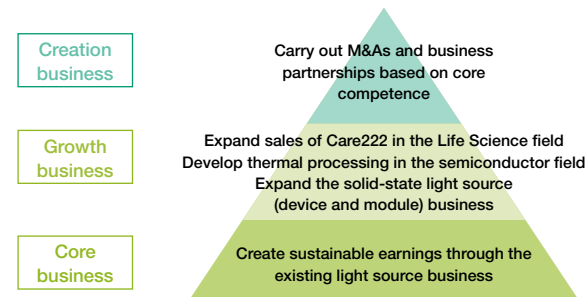 Creation
business
Carry out M&As and business
partnerships based on core
competence
Growth
business
Expand sales of Care222 in the Life Science field
Develop thermal processing in the semiconductor field
Expand the solid-state light source
(device and module) business
Core
business
Create sustainable earnings through the
existing light source business